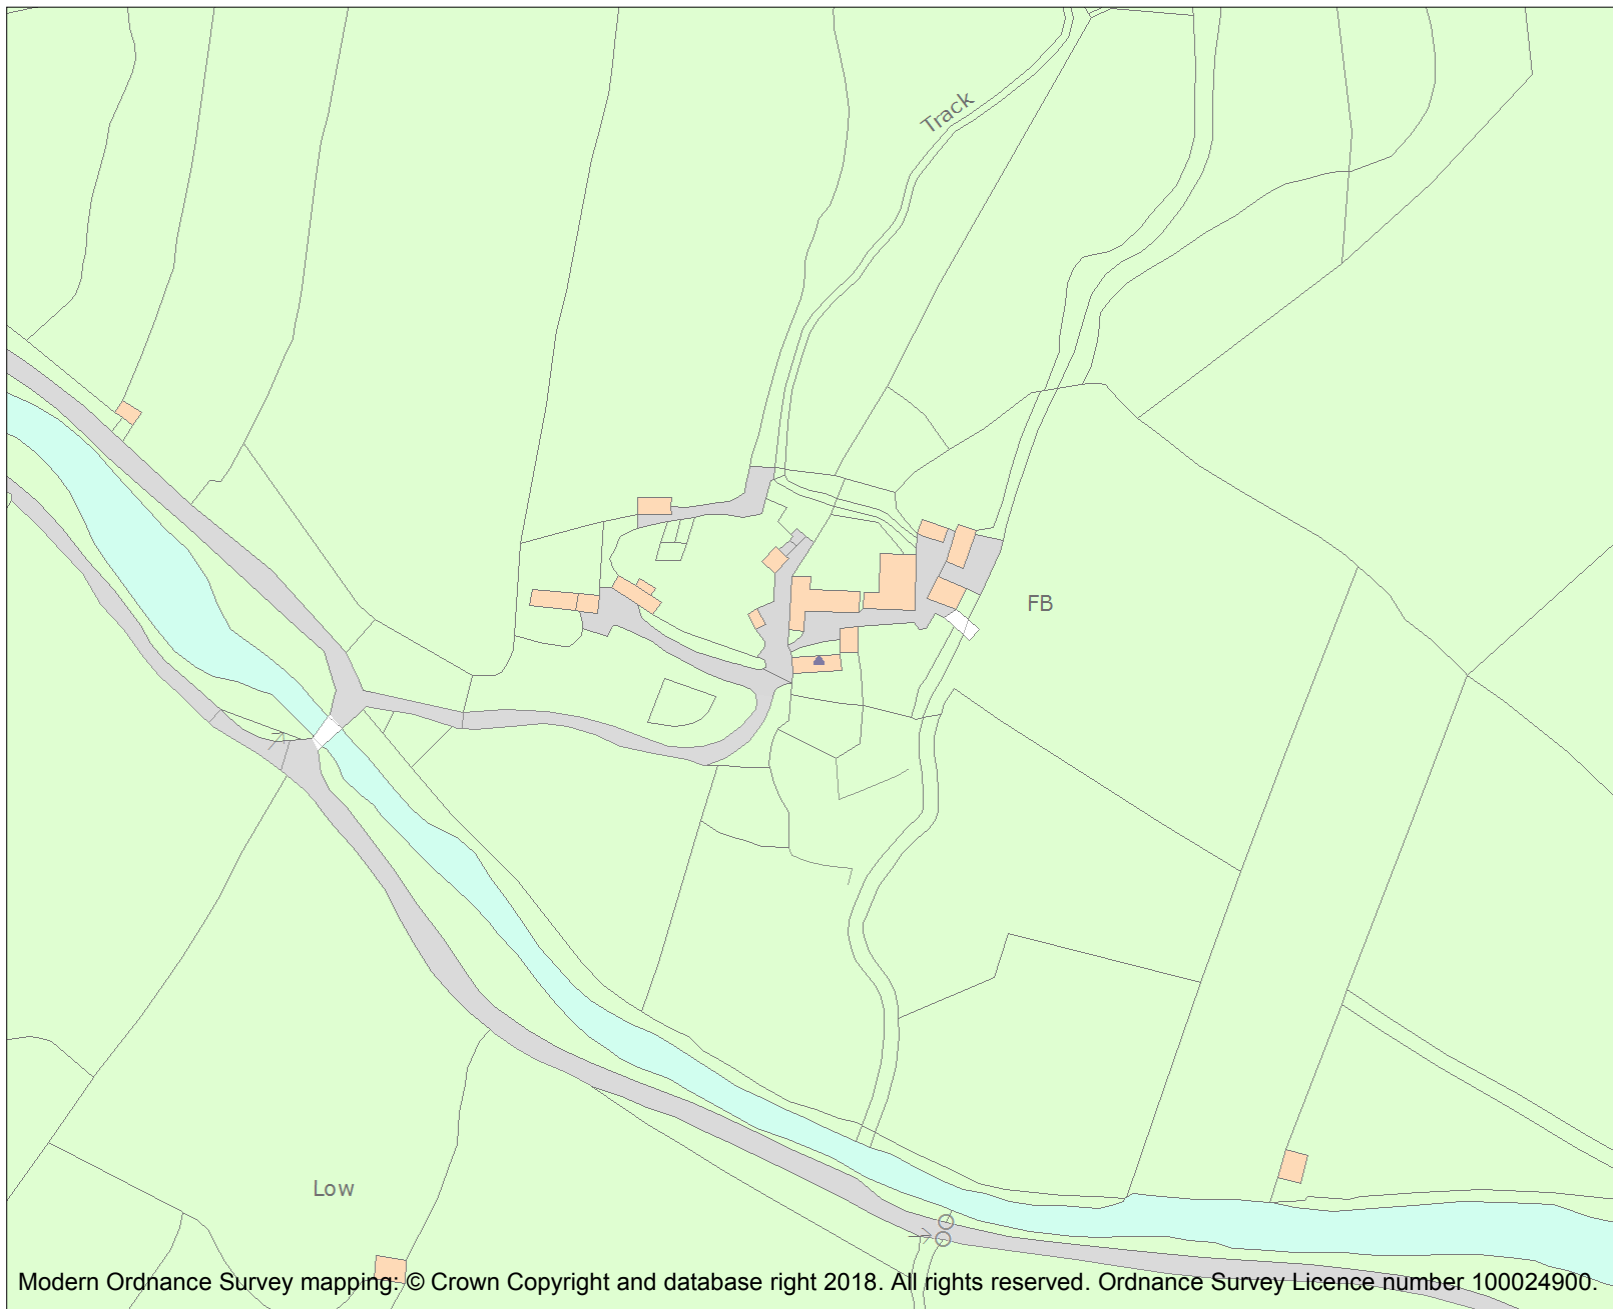 Track
FB
Low
Modern Ordnance Survey mapping: © Crown Copyright and database right 2018. All rights reserved. Ordnance Survey Licence number 100024900.